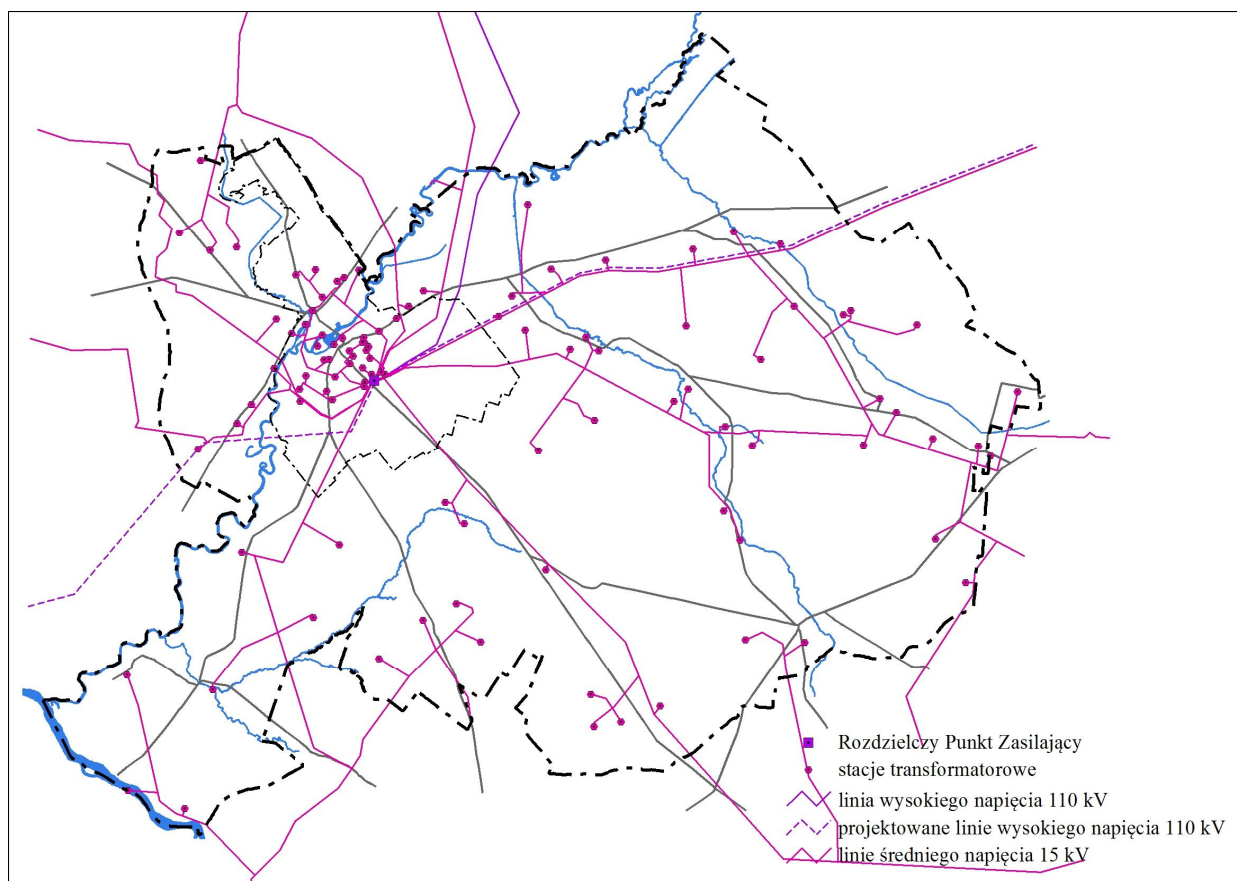 Rozdzielczy Punkt Zasilający
stacje transformatorowe
linia wysokiego napięcia 110 kV
projektowane linie wysokiego napięcia 110 kV
linie średniego napięcia 15 kV